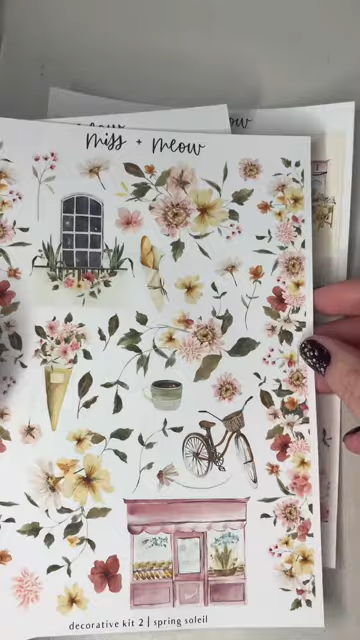 miss + meow
decorative kit 2 | spring soleil